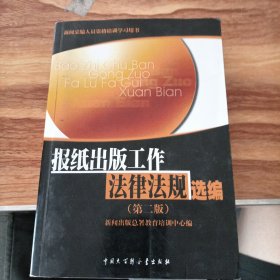 新闻采编人员资格培训学习用书
Bao Zhi Chu Ban
Gong Zuo
Fa Lu Fa Gui
Xuan Bian
报纸出版工作
法律法规选编
（第二版）
新闻出版总署教育培训中心编
中国大百科全书出版社